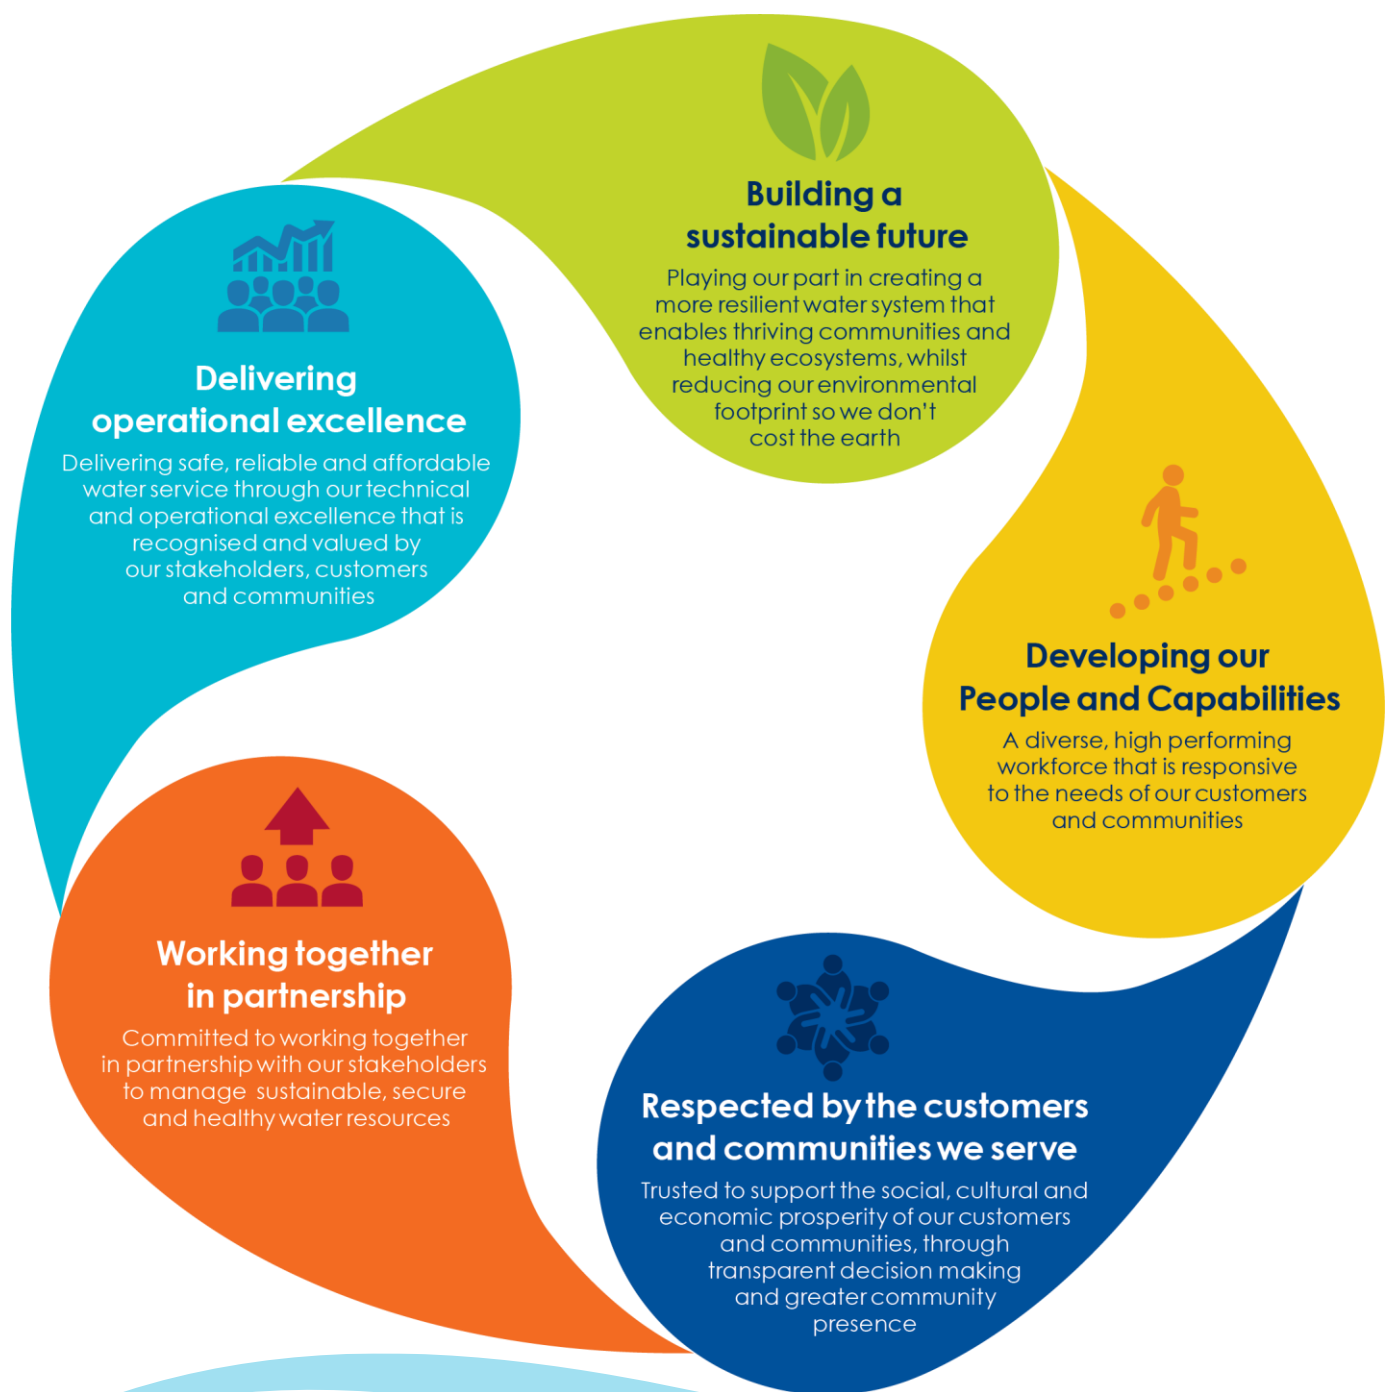 Building a
sustainable future
Playing our part in creating a
more resilient water system that
enables thriving communities and
healthy ecosystems, whilst
reducing our environmental
footprint so we don't
cost the earth
Delivering
operational excellence
Delivering safe, reliable and affordable
water service through our technical
and operational excellence that is
recognised and valued by
our stakeholders, customers
and communities
Developing our
People and Capabilities
A diverse, high performing
workforce that is responsive
to the needs of our customers
and communities
Working together
in partnership
Committed to working together
in partnership with our stakeholders
to manage sustainable, secure
and healthy water resources
Respected by the customers
and communities we serve
Trusted to support the social, cultural and
economic prosperity of our customers
and communities, through
transparent decision making
and greater community
presence